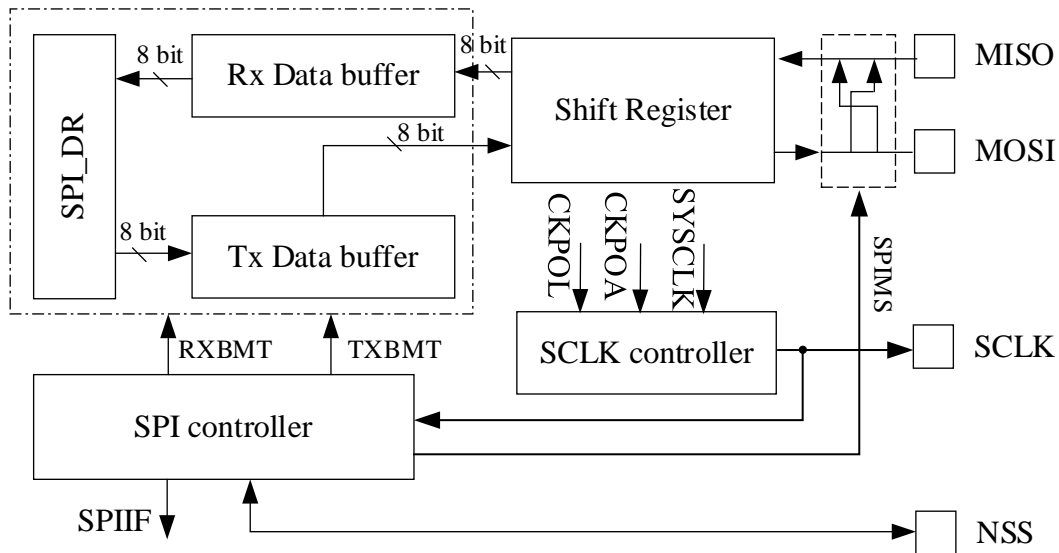 8 bit
Rx Data buffer
8 bit
Shift Register
MISO
SPI_DR
8 bit
MOSI
8 bit
Tx Data buffer
CKPOL
CKPOA
SYSCLK
SPIMS
RXBMT
TXBMT
SCLK controller
SCLK
SPI controller
SPIIF
NSS